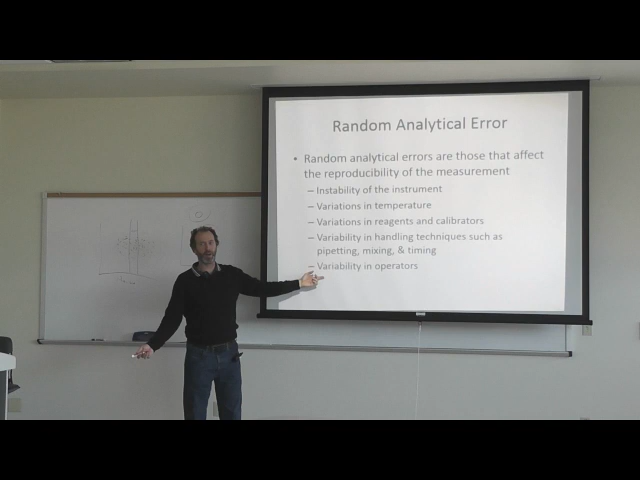 Random Analytical Error
• Random analytical errors are those that affect
the reproducibility of the measurement
– Instability of the instrument
– Variations in temperature
– Variations in reagents and calibrators
– Variability in handling techniques such as
pipetting, mixing, & timing
– Variability in operators